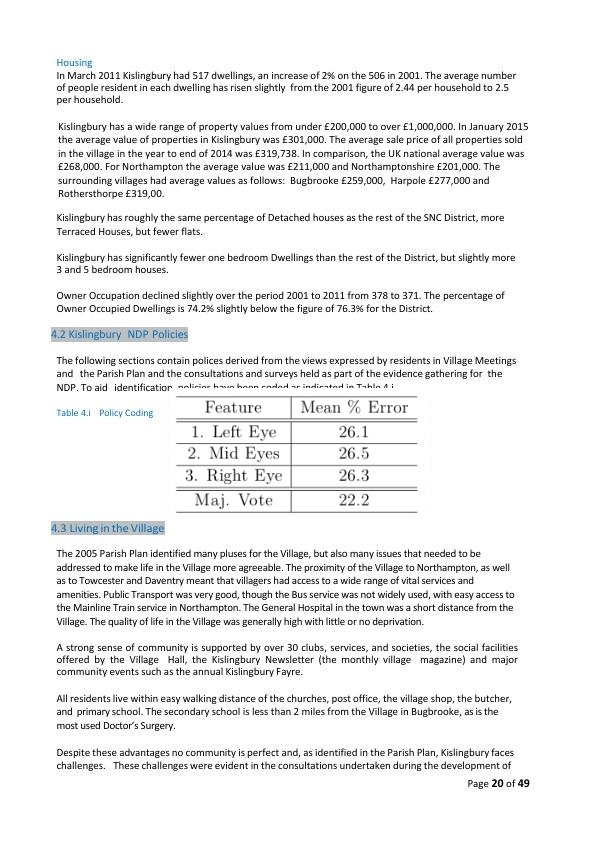 Housing
In March 2011 Kislingbury had 517 dwellings, an increase of 2% on the 506 in 2001. The average number
of people resident in each dwelling has risen slightly from the 2001 figure of 2.44 per household to 2.5
per household.
Kislingbury has a wide range of property values from under £200,000 to over £1,000,000. In January 2015
the average value of properties in Kislingbury was £301,000. The average sale price of all properties sold
in the village in the year to end of 2014 was £319,738. In comparison, the UK national average value was
£268,000. For Northampton the average value was £211,000 and Northamptonshire £201,000. The
surrounding villages had average values as follows: Bugbrooke £259,000, Harpole £277,000 and
Rothersthorpe £319,00.
Kislingbury has roughly the same percentage of Detached houses as the rest of the SNC District, more
Terraced Houses, but fewer flats.
Kislingbury has significantly fewer one bedroom Dwellings than the rest of the District, but slightly more
3 and 5 bedroom houses.
Owner Occupation declined slightly over the period 2001 to 2011 from 378 to 371. The percentage of
Owner Occupied Dwellings is 74.2% slightly below the figure of 76.3% for the District.
4.2 Kislingbury NDP Policies
The following sections contain polices derived from the views expressed by residents in Village Meetings
and the Parish Plan and the consultations and surveys held as part of the evidence gathering for the
NDP. To aid identification policies have been coded as indicated in Table 4.i
Table 4.i Policy Coding
Feature Mean % Error
1. Left Eye 26.1
2. Mid Eyes 26.5
3. Right Eye 26.3
Maj. Vote 22.2
4.3 Living in the Village
The 2005 Parish Plan identified many pluses for the Village, but also many issues that needed to be
addressed to make life in the Village more agreeable. The proximity of the Village to Northampton, as well
as to Towcester and Daventry meant that villagers had access to a wide range of vital services and
amenities. Public Transport was very good, though the Bus service was not widely used, with easy access to
the Mainline Train service in Northampton. The General Hospital in the town was a short distance from the
Village. The quality of life in the Village was generally high with little or no deprivation.
A strong sense of community is supported by over 30 clubs, services, and societies, the social facilities
offered by the Village Hall, the Kislingbury Newsletter (the monthly village magazine) and major
community events such as the annual Kislingbury Fayre.
All residents live within easy walking distance of the churches, post office, the village shop, the butcher,
and primary school. The secondary school is less than 2 miles from the Village in Bugbrooke, as is the
most used Doctor’s Surgery.
Despite these advantages no community is perfect and, as identified in the Parish Plan, Kislingbury faces
challenges. These challenges were evident in the consultations undertaken during the development of
Page 20 of 49